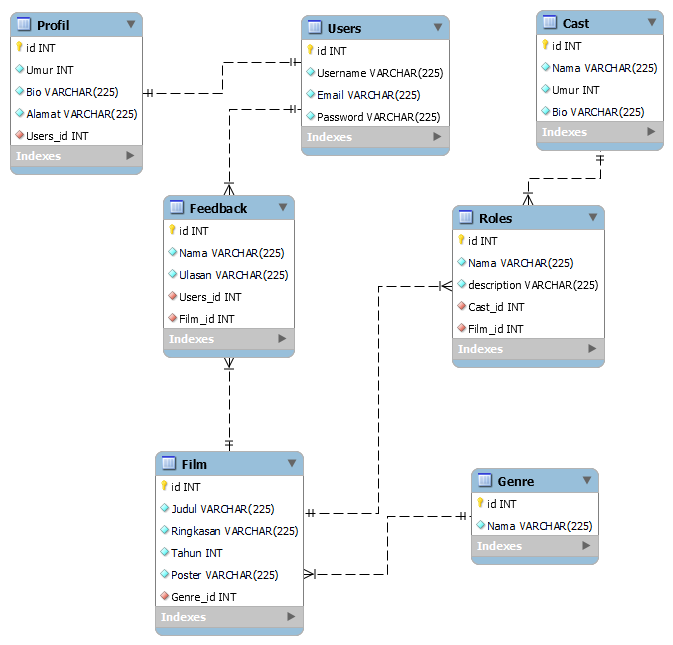 Profil
id INT
Umur INT
Bio VARCHAR(225)
Alamat VARCHAR(225)
Users_id INT
Indexes
Users
id INT
Username VARCHAR(225)
Email VARCHAR(225)
Password VARCHAR(225)
Indexes
Cast
id INT
Nama VARCHAR(225)
Umur INT
Bio VARCHAR(225)
Indexes
Feedback
id INT
Nama VARCHAR(225)
Ulasan VARCHAR(225)
Users_id INT
Film_id INT
Indexes
Roles
id INT
Nama VARCHAR(225)
description VARCHAR(225)
Cast_id INT
Film_id INT
Indexes
Film
id INT
Judul VARCHAR(225)
Ringkasan VARCHAR(225)
Tahun INT
Poster VARCHAR(225)
Genre_id INT
Indexes
Genre
id INT
Nama VARCHAR(225)
Indexes